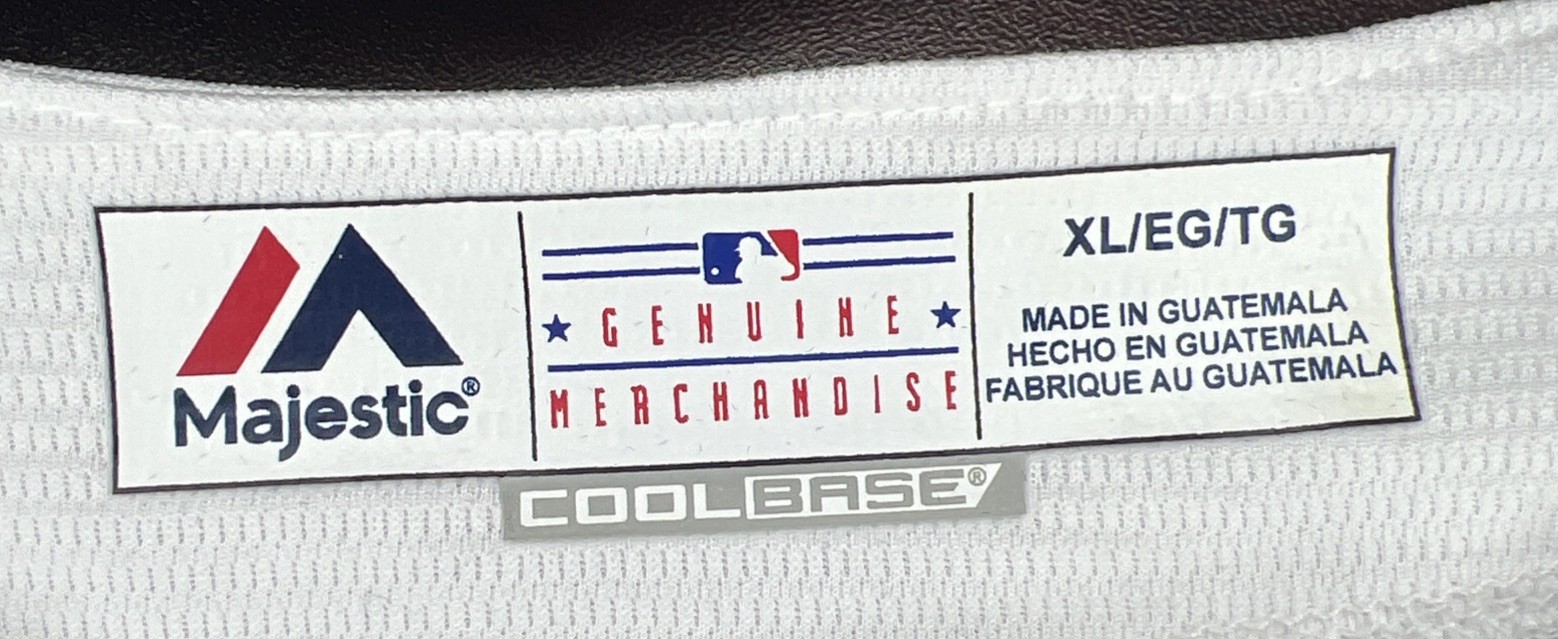 Majestic®
GENUINE
MERCHANDISE
XL/EG/TG
MADE IN GUATEMALA
HECHO EN GUATEMALA
FABRIQUE AU GUATEMALA
COOLBASE®